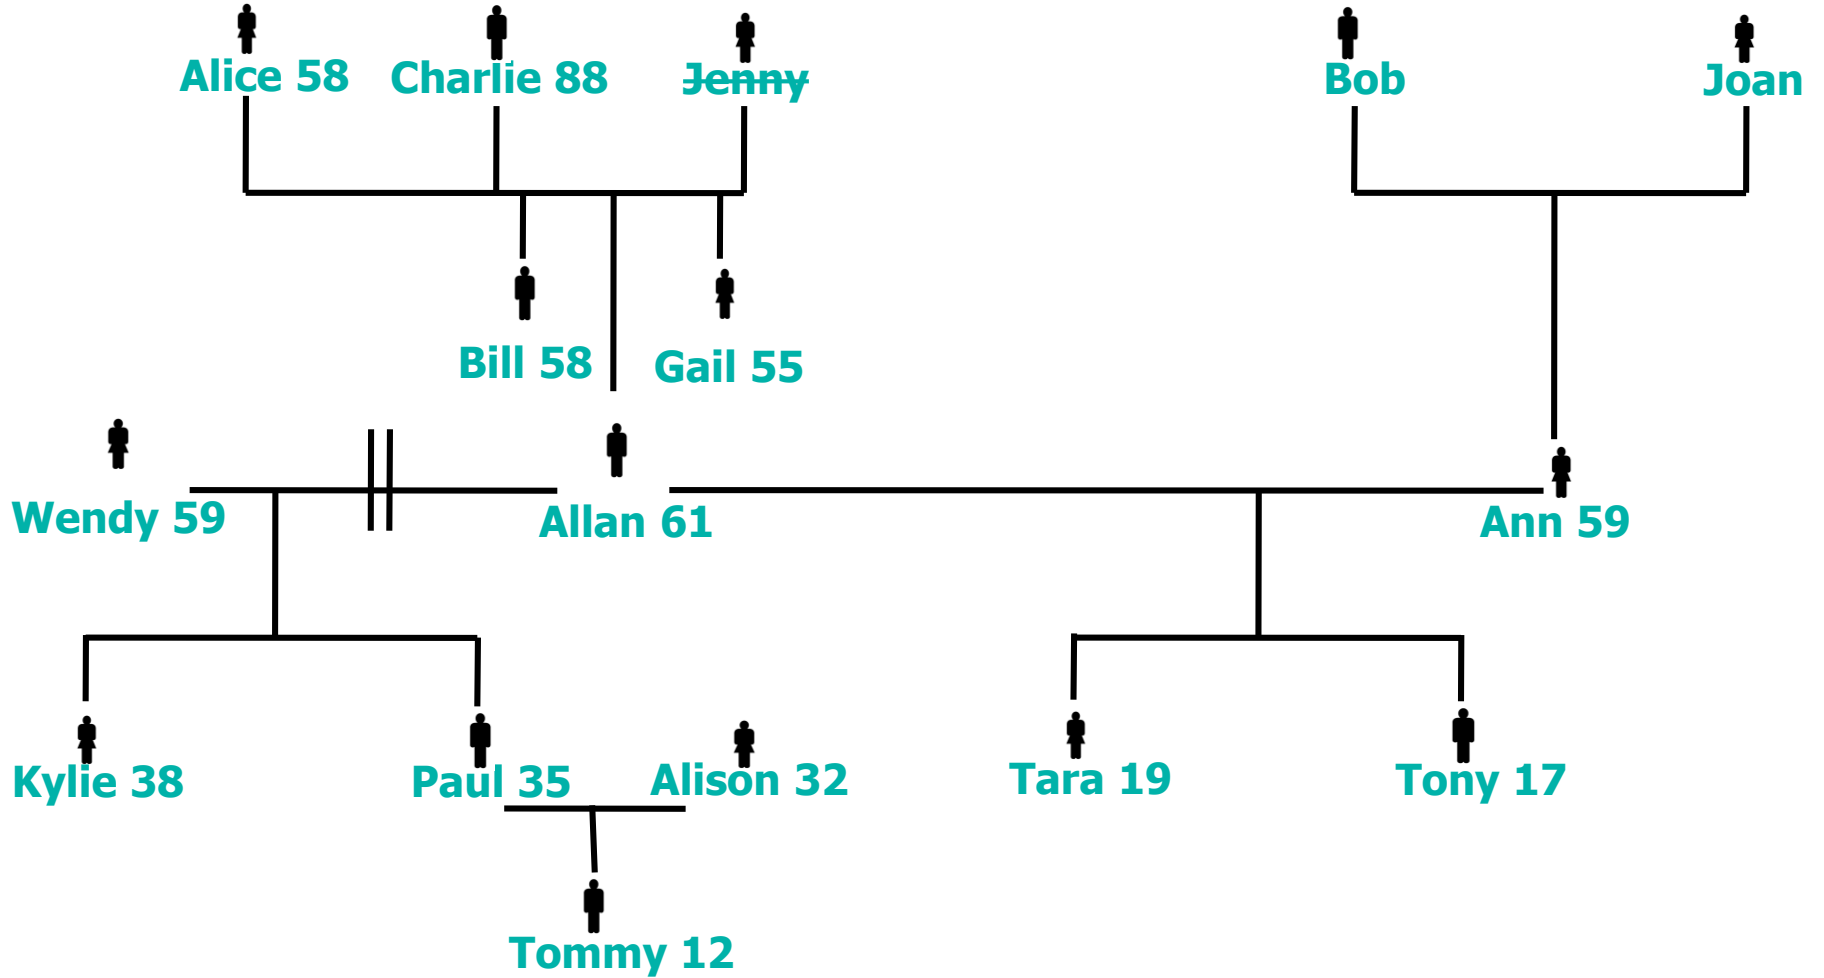 Alice 58
Charlie 88
Jenny
Bob
Joan
Bill 58
Gail 55
Wendy 59
Allan 61
Ann 59
Kylie 38
Paul 35
Alison 32
Tara 19
Tony 17
Tommy 12